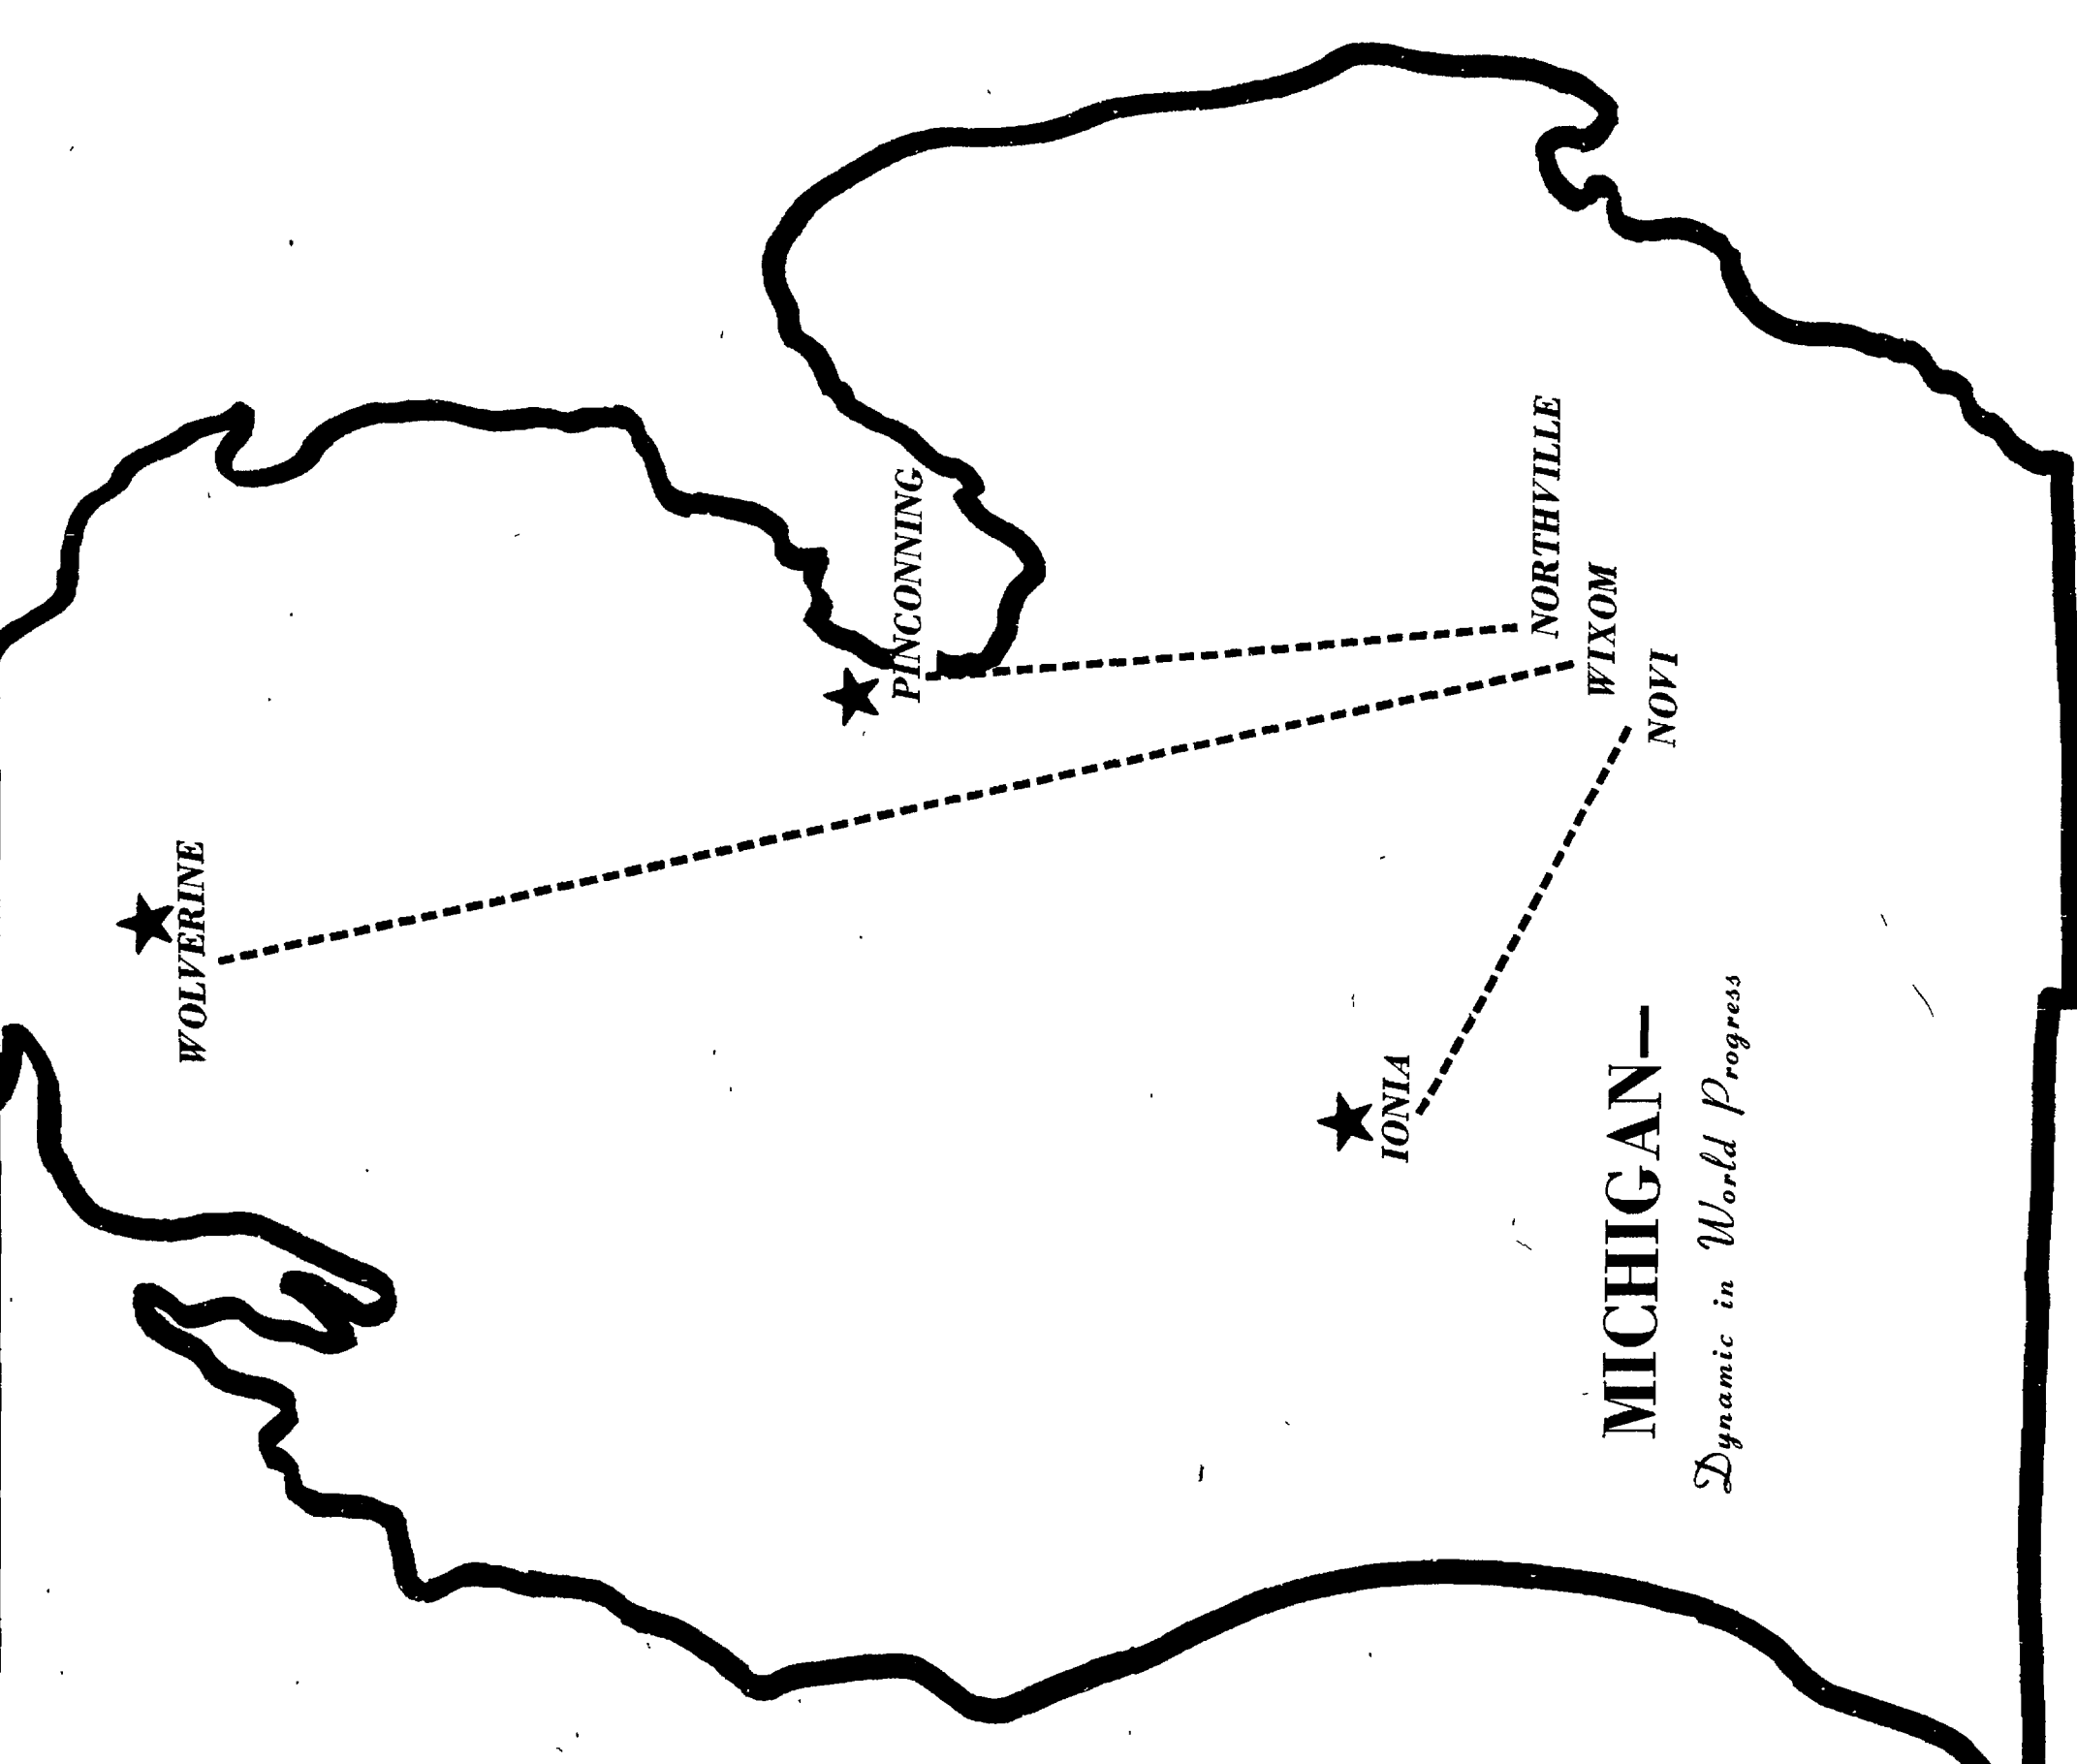 WOLVERINE
PINCONNING
IONIA
NORTHVILLE
WIXOM
NOVI
MICHIGAN—
Dynamic in World Progress